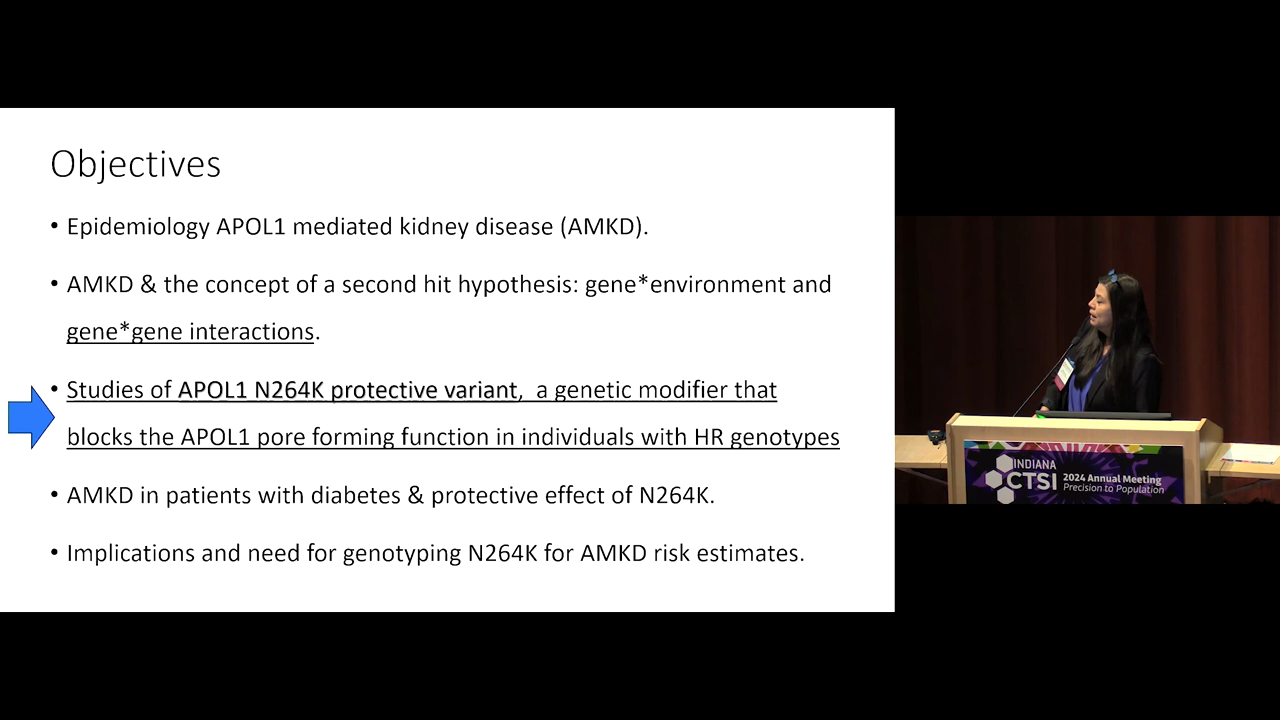 Objectives
• Epidemiology APOL1 mediated kidney disease (AMKD).
• AMKD & the concept of a second hit hypothesis: gene*environment and
gene*gene interactions.
• Studies of APOL1 N264K protective variant,  a genetic modifier that
blocks the APOL1 pore forming function in individuals with HR genotypes
• AMKD in patients with diabetes & protective effect of N264K.
• Implications and need for genotyping N264K for AMKD risk estimates.
INDIANA
CTSI
2024 Annual Meeting
Precision to Population